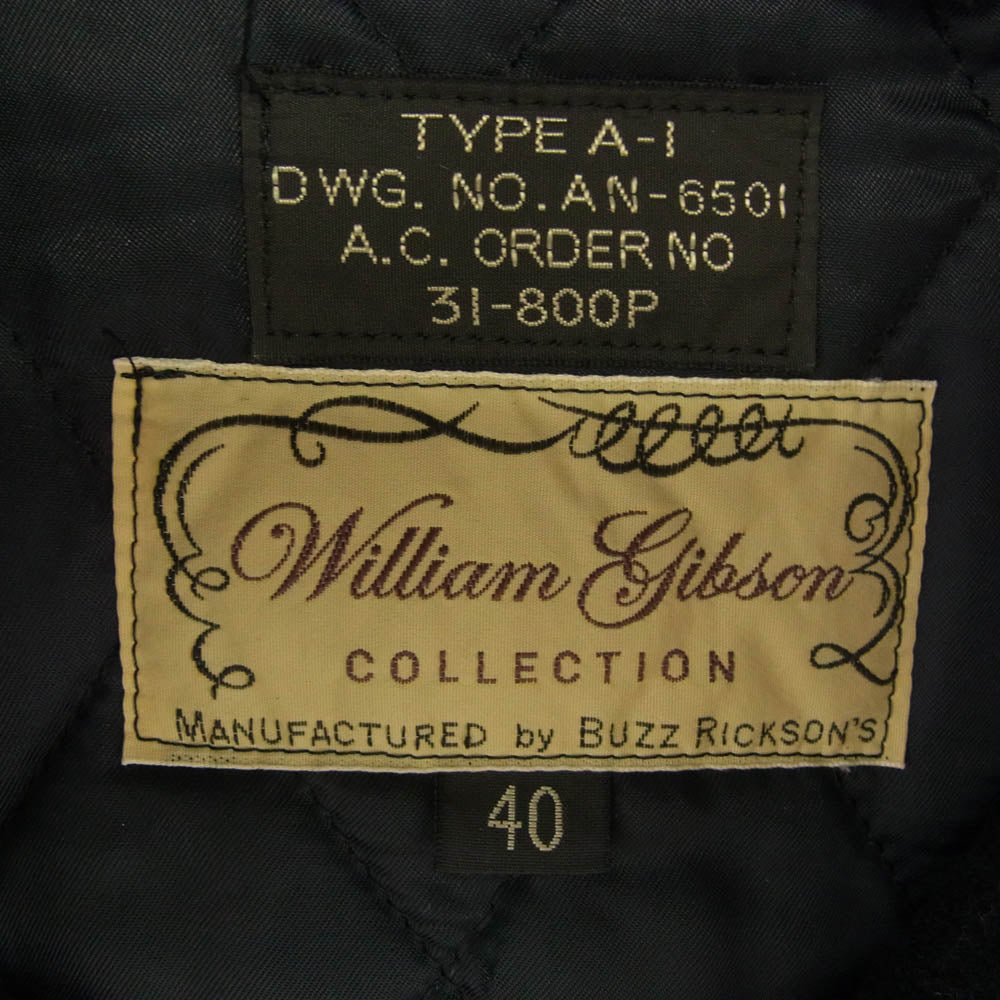 TYPE A-1
DWG. NO. AN-6501
A.C. ORDER NO
31-800P
William Gibson
COLLECTION
MANUFACTURED by BUZZ RICKSON'S
40